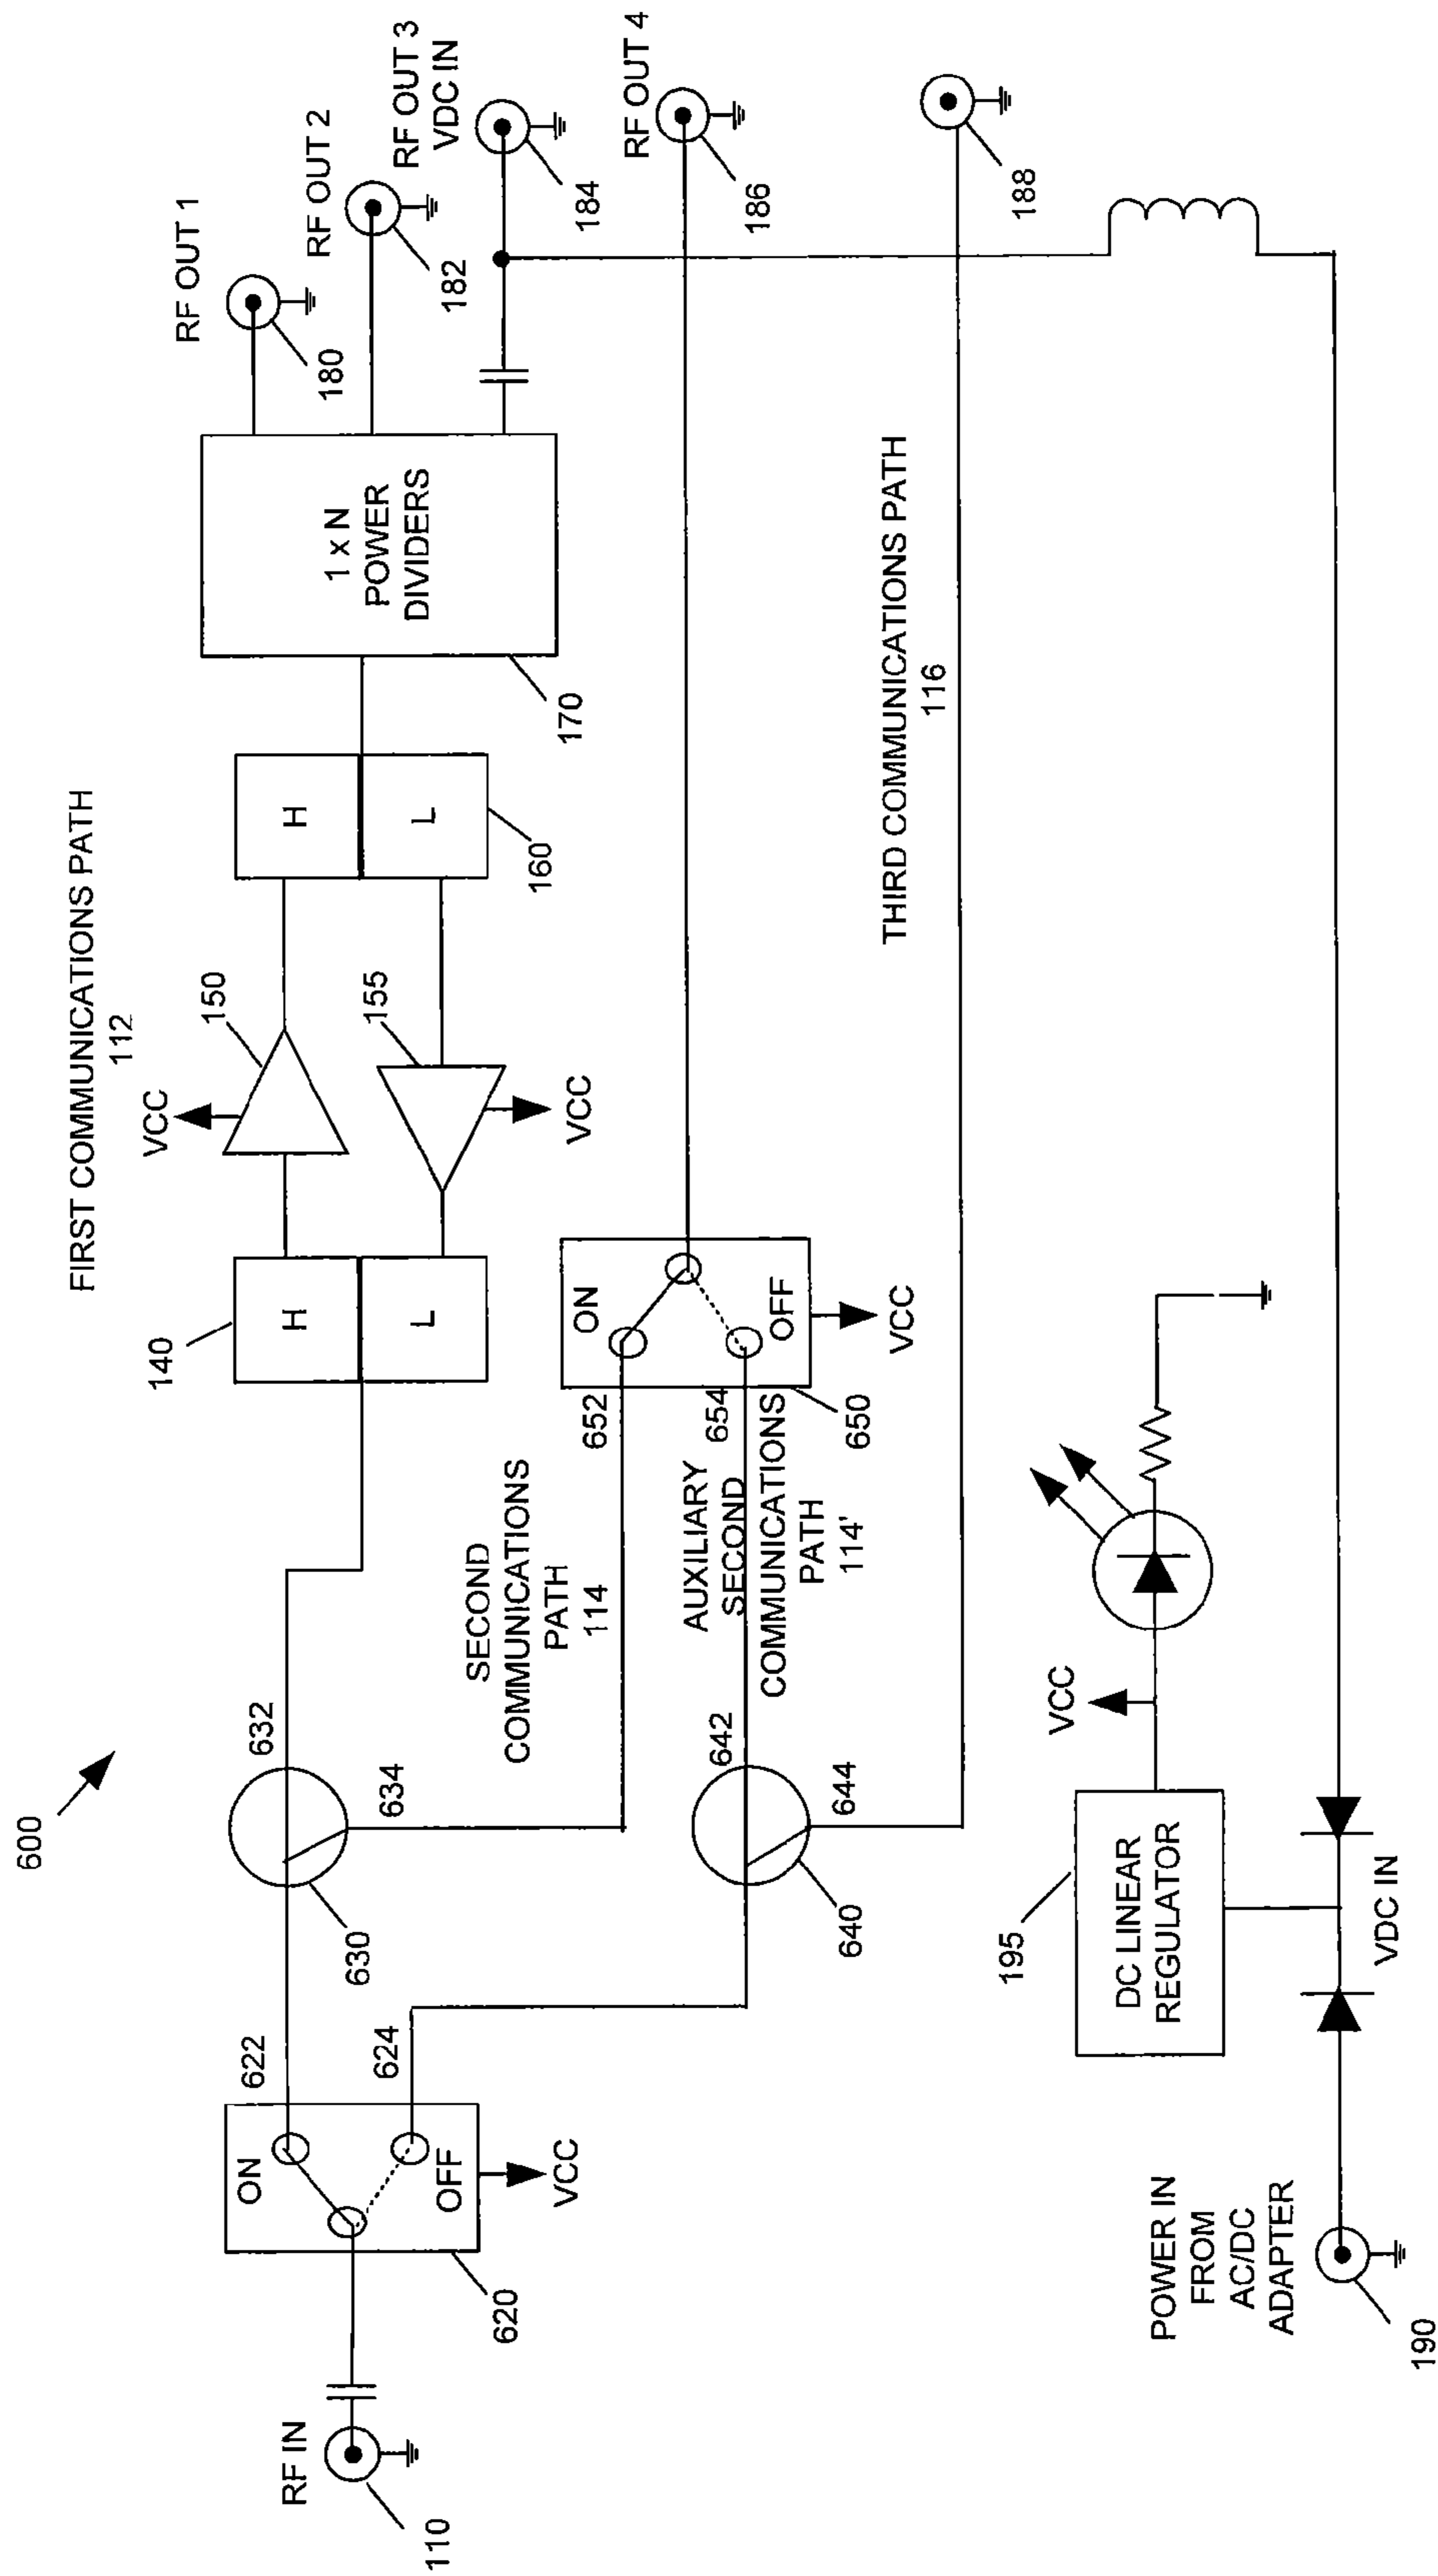 600
FIRST COMMUNICATIONS PATH
112
RF IN
110
ON
OFF
VCC
620
622
624
630
632
634
640
642
644
SECOND
COMMUNICATIONS
PATH
114
AUXILIARY
SECOND
COMMUNICATIONS
PATH
114'
140
H
L
VCC
150
155
VCC
H
L
160
1 x N
POWER
DIVIDERS
170
RF OUT 1
180
RF OUT 2
182
RF OUT 3
VDC IN
184
RF OUT 4
186
188
652
654
ON
OFF
650
VCC
THIRD COMMUNICATIONS PATH
116
195
DC LINEAR
REGULATOR
VCC
VDC IN
POWER IN
FROM
AC/DC
ADAPTER
190